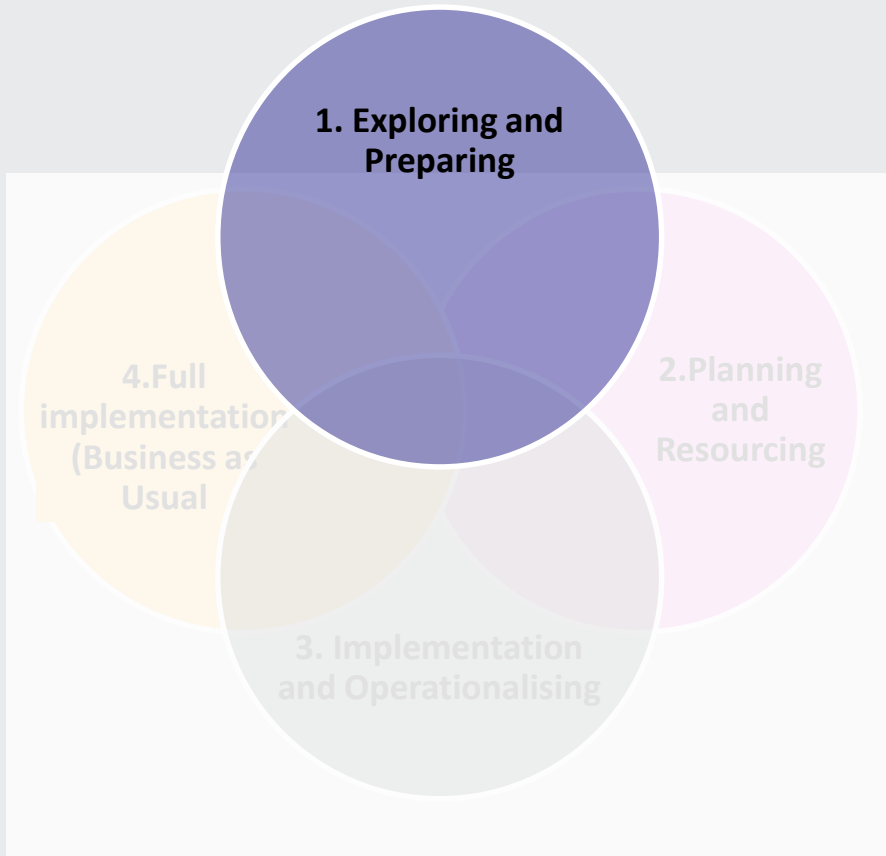 1. Exploring and
Preparing
2.Planning
and
Resourcing
3. Implementation
and Operationalising
4.Full
implementation
(Business as
Usual